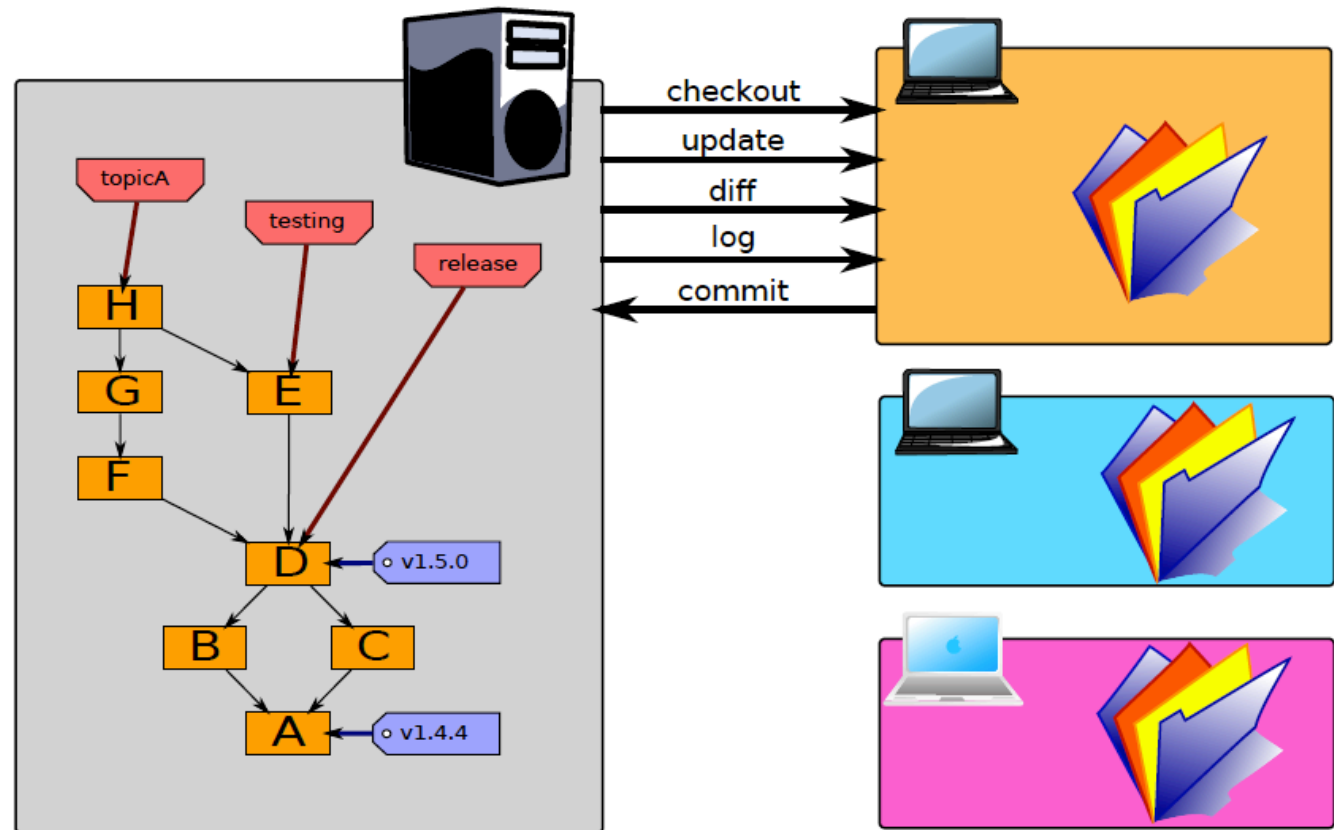 checkout
update
diff
log
commit
topicA
testing
release
H
G
E
F
D
v1.5.0
B
C
A
v1.4.4